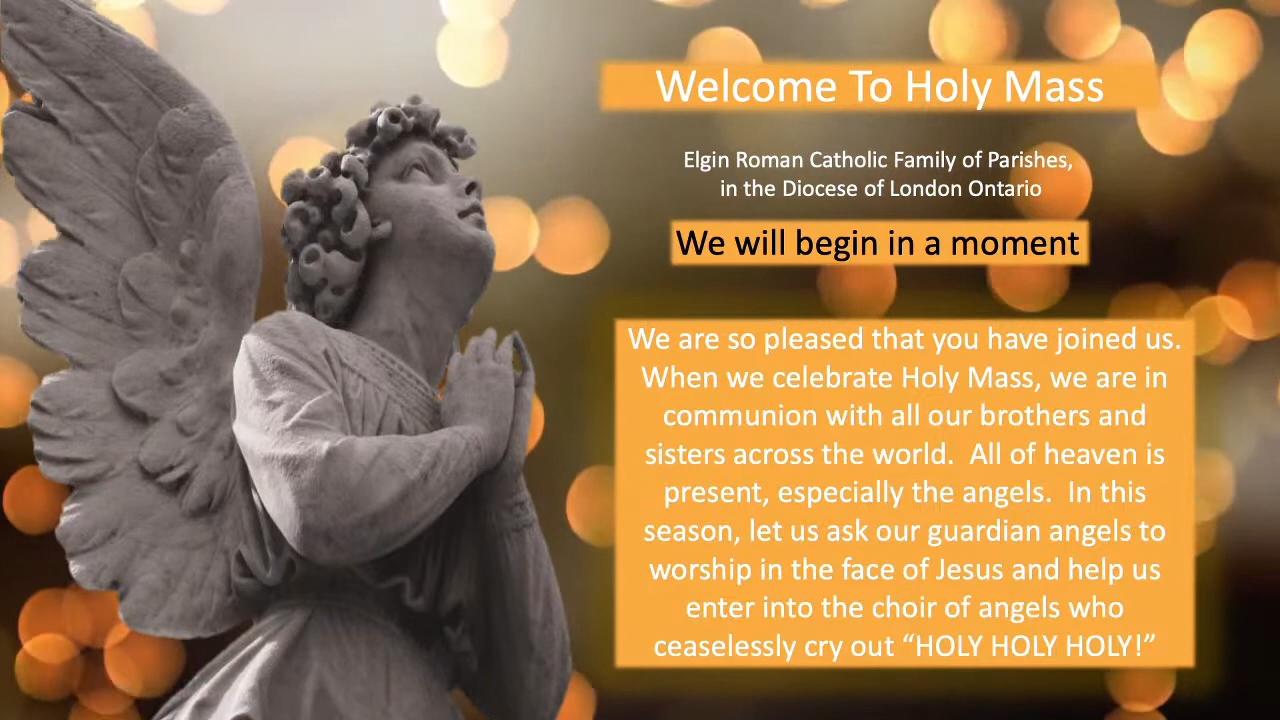 Welcome To Holy Mass
Elgin Roman Catholic Family of Parishes,
in the Diocese of London Ontario
We will begin in a moment
We are so pleased that you have joined us.
When we celebrate Holy Mass, we are in
communion with all our brothers and
sisters across the world.  All of heaven is
present, especially the angels.  In this
season, let us ask our guardian angels to
worship in the face of Jesus and help us
enter into the choir of angels who
ceaselessly cry out “HOLY HOLY HOLY!”